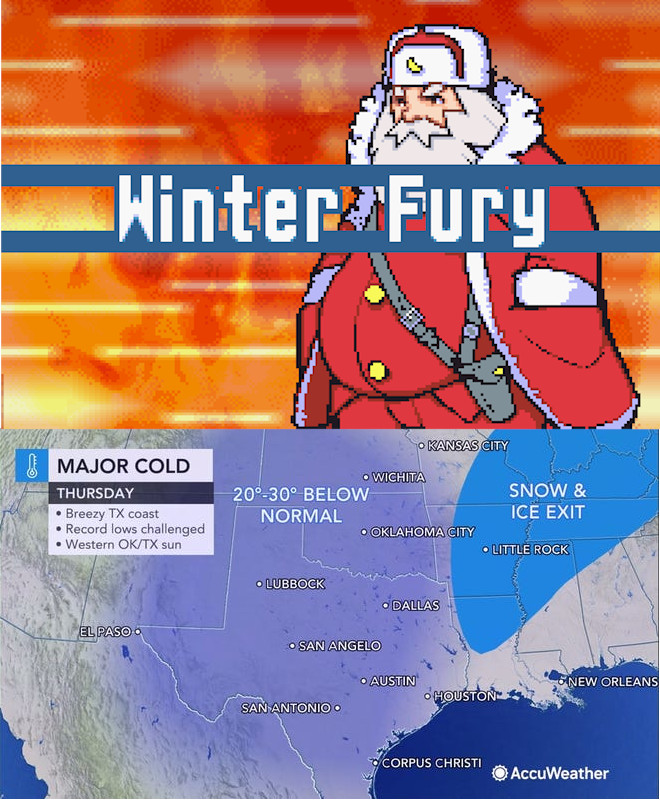 Winter Fury
MAJOR COLD
THURSDAY
• Breezy TX coast
• Record lows challenged
• Western OK/TX sun
20°-30° BELOW
NORMAL
SNOW &
ICE EXIT
KANSAS CITY
WICHITA
OKLAHOMA CITY
LITTLE ROCK
LUBBOCK
DALLAS
EL PASO
SAN ANGELO
AUSTIN
HOUSTON
NEW ORLEANS
SAN ANTONIO
CORPUS CHRISTI
AccuWeather